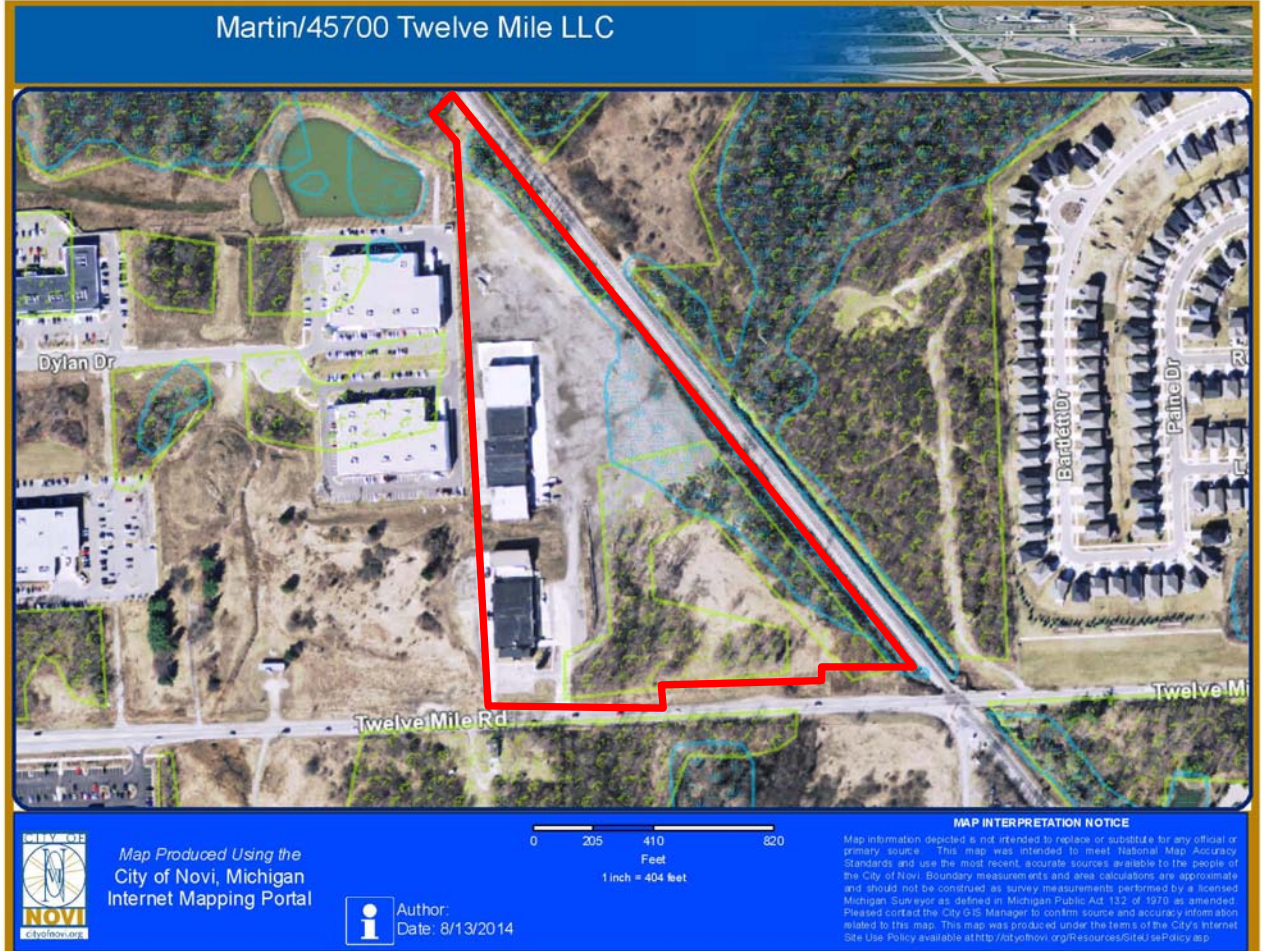 Martin/45700 Twelve Mile LLC
Dylan Dr
Bartlett Dr
Paine Dr
Twelve Mile Rd
Twelve Mi
CITY OF
NOVI
cityofnovi.org
Map Produced Using the
City of Novi, Michigan
Internet Mapping Portal
i
Author:
Date: 8/13/2014
0 205 410 820
Feet
1 inch = 404 feet
MAP INTERPRETATION NOTICE
Map information depicted is not intended to replace or substitute for any official or
primary source. This map was intended to meet National Map Accuracy
Standards and use the most recent, accurate sources available to the people of
the City of Novi. Boundary measurements and area calculations are approximate
and should not be construed as survey measurements performed by a licensed
Michigan Surveyor as defined in Michigan Public Act 132 of 1970 as amended.
Pleased contact the City GIS Manager to confirm source and accuracy information
related to this map. This map was produced under the terms of the City's Internet
Site Use Policy available at http://cityofnovi.org/Resources/SiteUsePolicy.asp